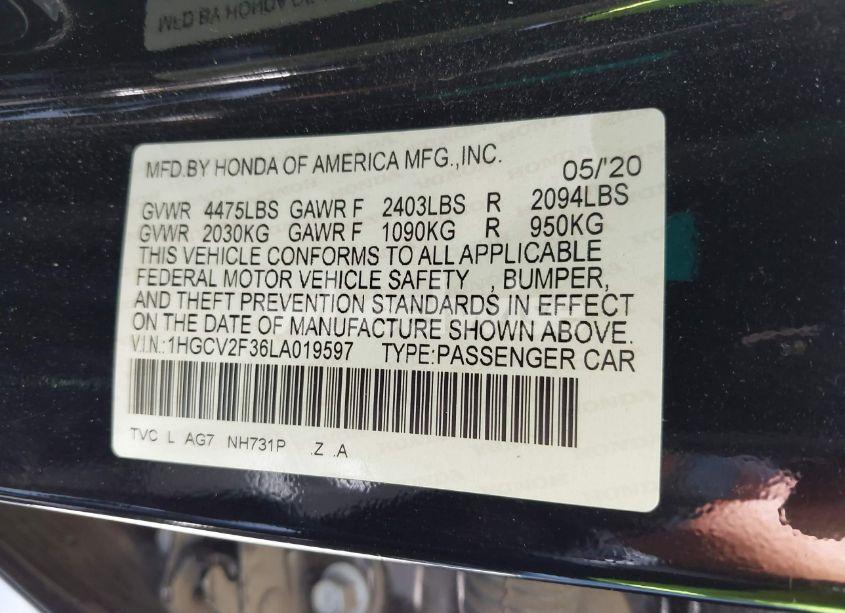 MFD.BY HONDA OF AMERICA MFG.,INC. 05/'20
GVWR 4475LBS GAWR F 2403LBS R 2094LBS
GVWR 2030KG GAWR F 1090KG R 950KG
THIS VEHICLE CONFORMS TO ALL APPLICABLE
FEDERAL MOTOR VEHICLE SAFETY , BUMPER,
AND THEFT PREVENTION STANDARDS IN EFFECT
ON THE DATE OF MANUFACTURE SHOWN ABOVE.
V.I.N.:1HGCV2F36LA019597 TYPE:PASSENGER CAR
TVC L AG7 NH731P .Z .A